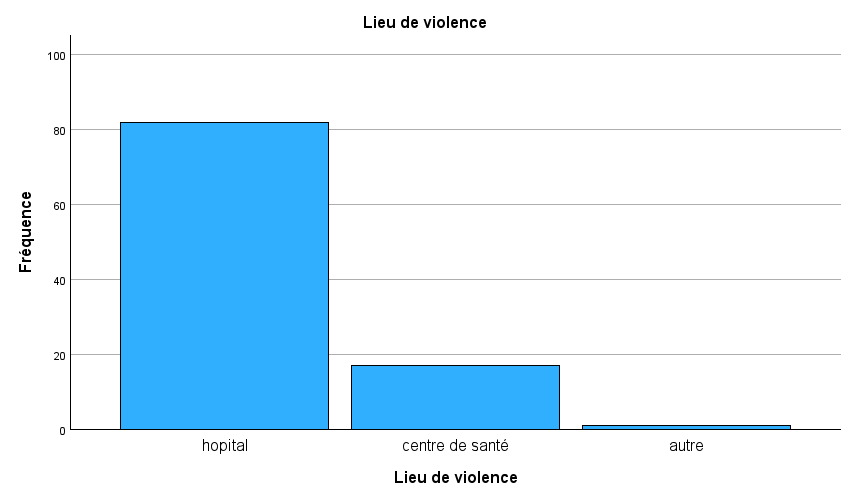 Lieu de violence
100
80
60
40
20
0
Fréquence
hopital
centre de santé
autre
Lieu de violence